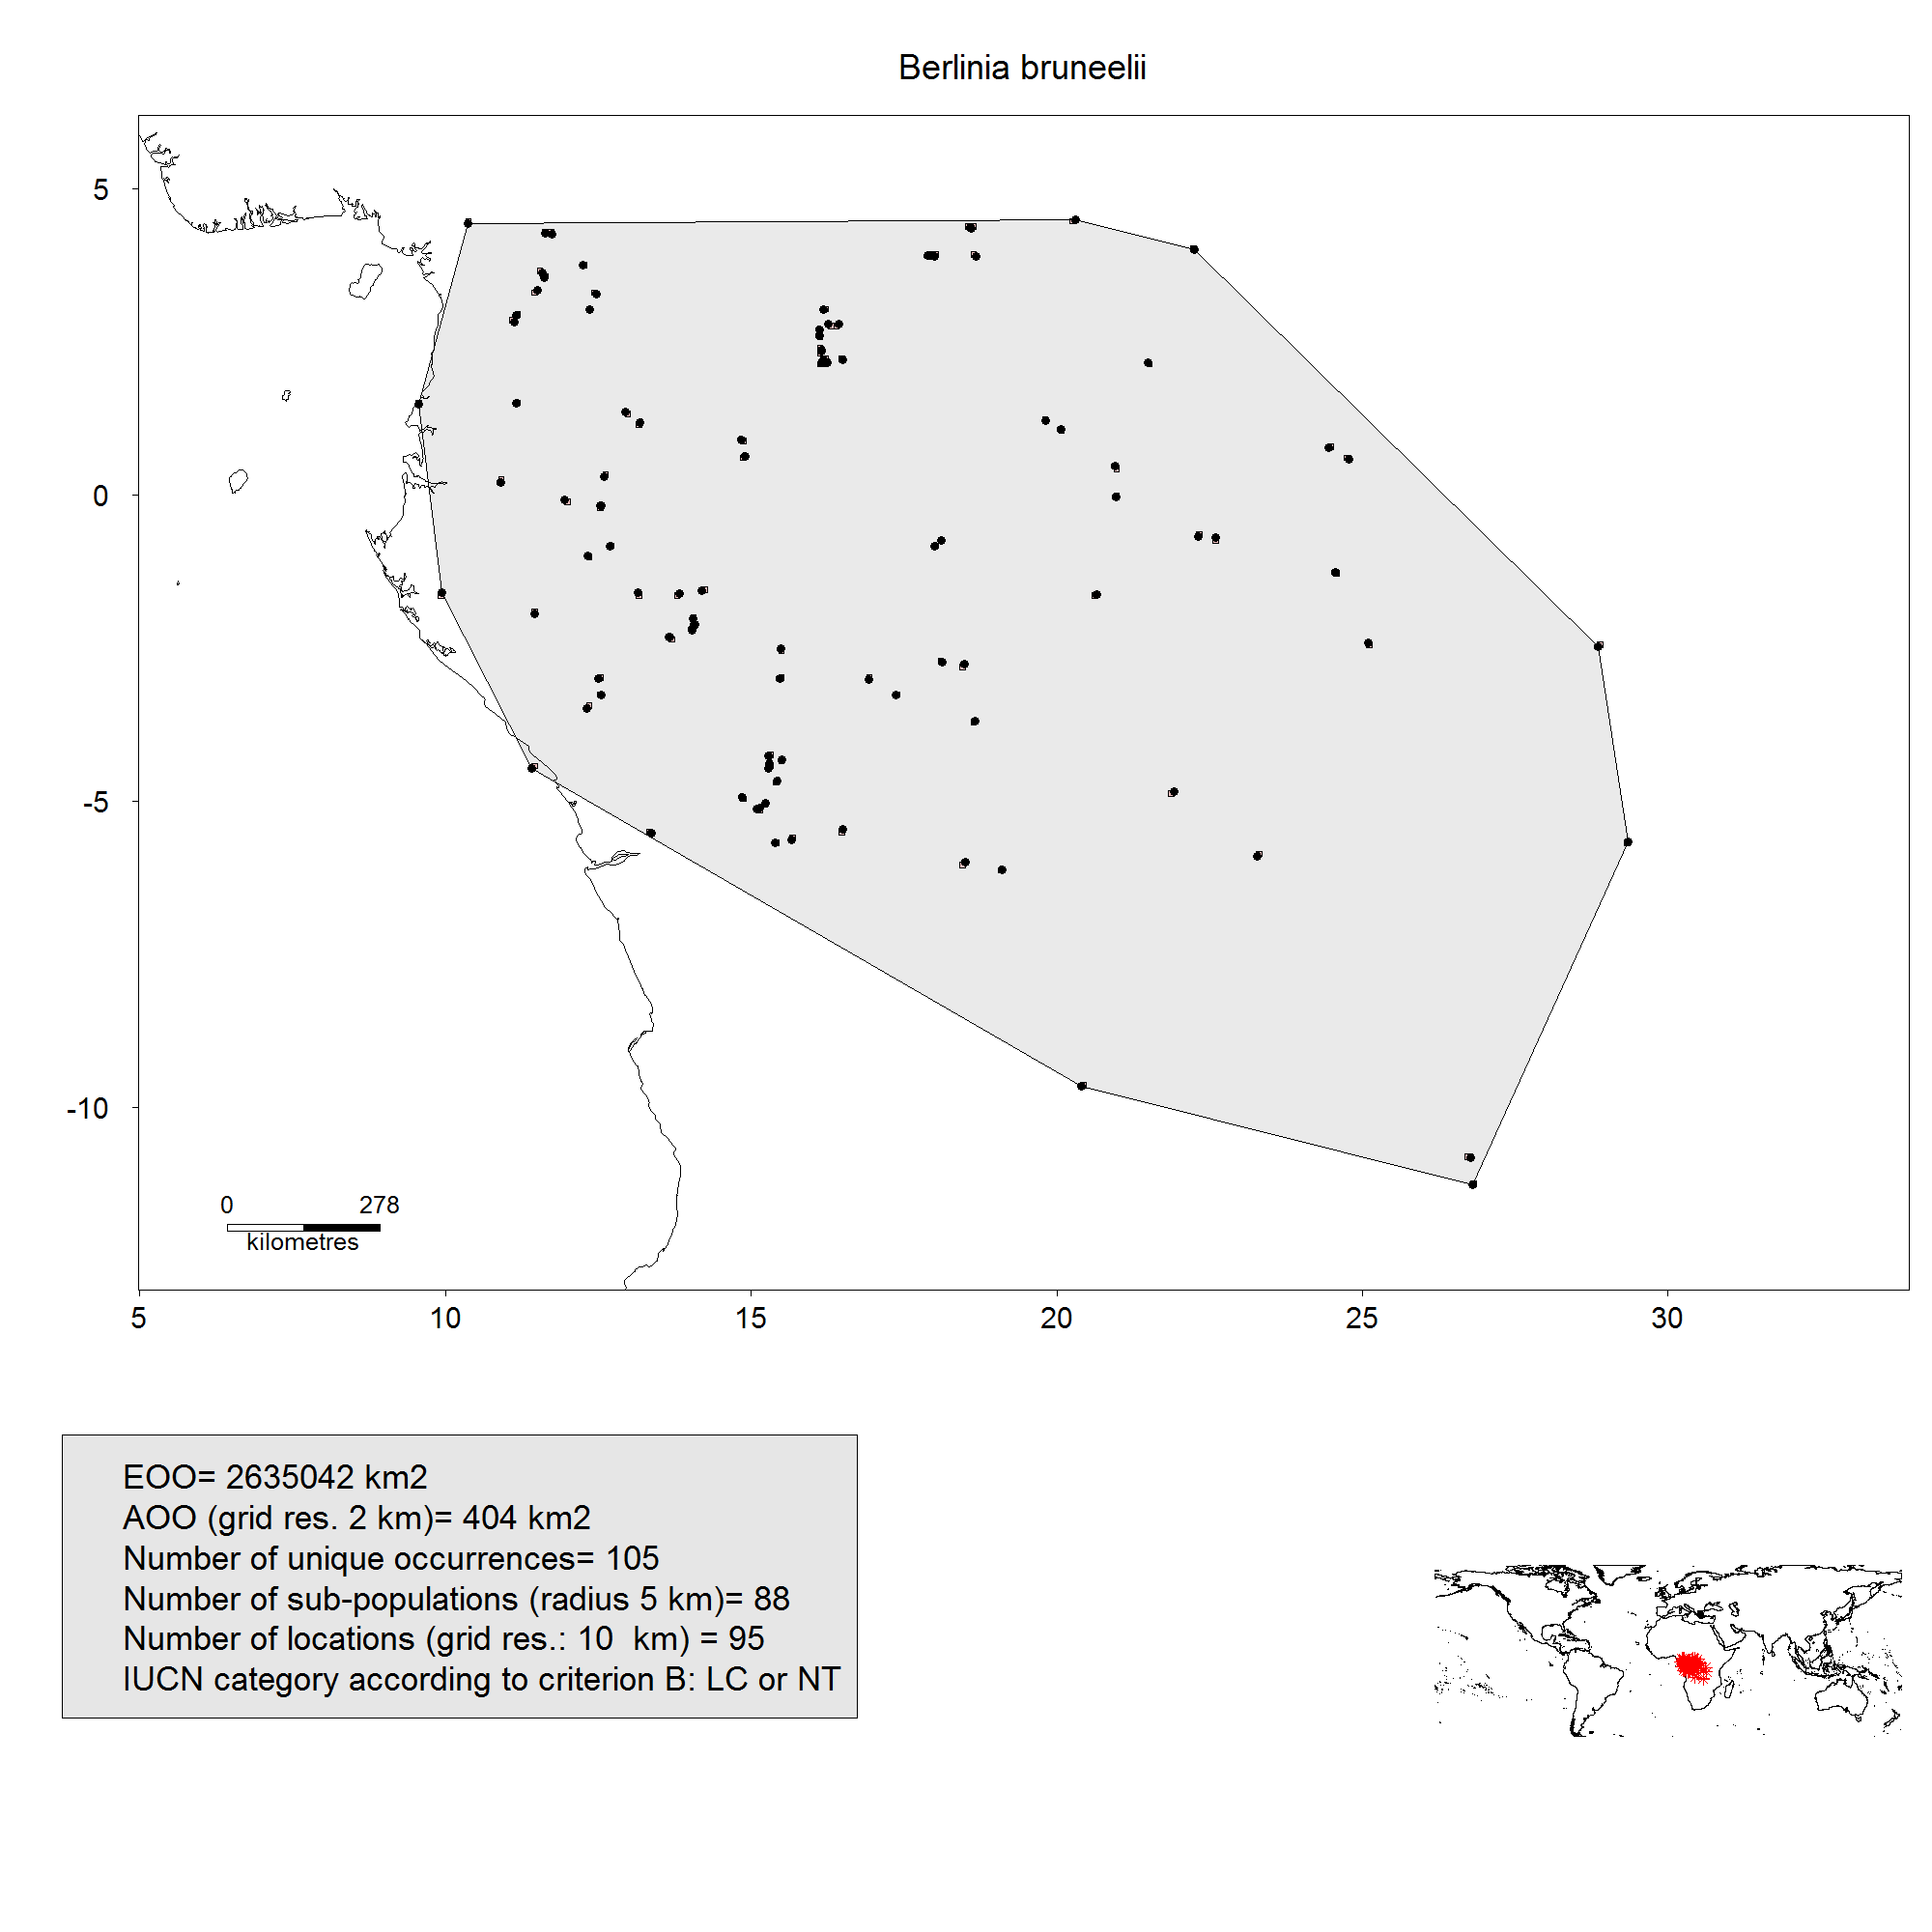 Berlinia bruneelii
5
0
-5
-10
0 278
kilometres
5 10 15 20 25 30
EOO= 2635042 km2
AOO (grid res. 2 km)= 404 km2
Number of unique occurrences= 105
Number of sub-populations (radius 5 km)= 88
Number of locations (grid res.: 10  km) = 95
IUCN category according to criterion B: LC or NT